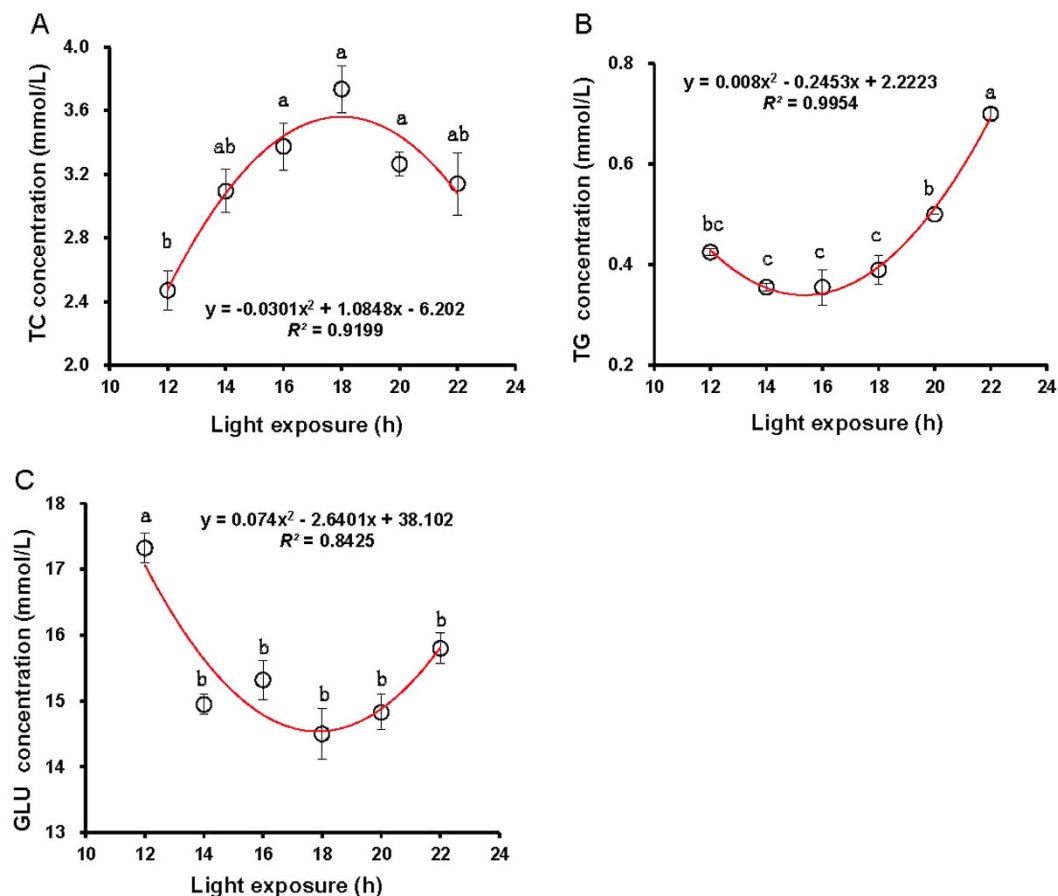 A
TC concentration (mmol/L)
4.0
3.6
3.2
2.8
2.4
2.0
b
ab
a
a
a
ab
y = -0.0301x² + 1.0848x - 6.202
R² = 0.9199
10 12 14 16 18 20 22 24
Light exposure (h)
B
TG concentration (mmol/L)
0.8
0.6
0.4
0.2
y = 0.008x² - 0.2453x + 2.2223
R² = 0.9954
bc
c
c
c
b
a
10 12 14 16 18 20 22 24
Light exposure (h)
C
GLU concentration (mmol/L)
18
17
16
15
14
13
y = 0.074x² - 2.6401x + 38.102
R² = 0.8425
a
b
b
b
b
b
10 12 14 16 18 20 22 24
Light exposure (h)